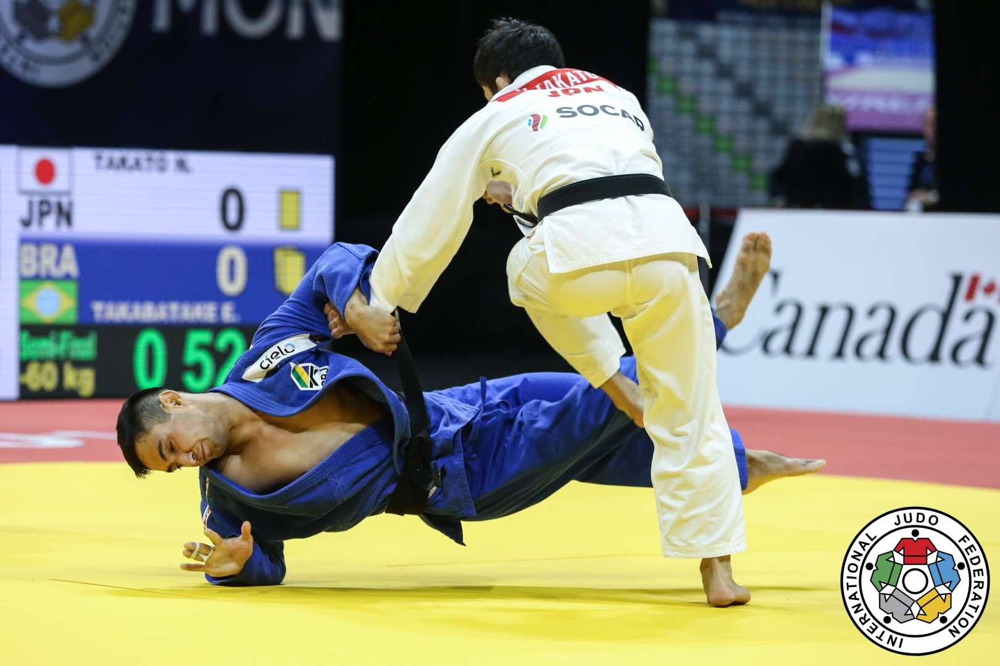 MON
TAKATO N.
JPN 0
BRA 0
TAKABATAKE E.
Semi-Final
-60 kg
0 52
TAKATO
JPN
SOCAR
cielo
Canada
INTERNATIONAL JUDO FEDERATION